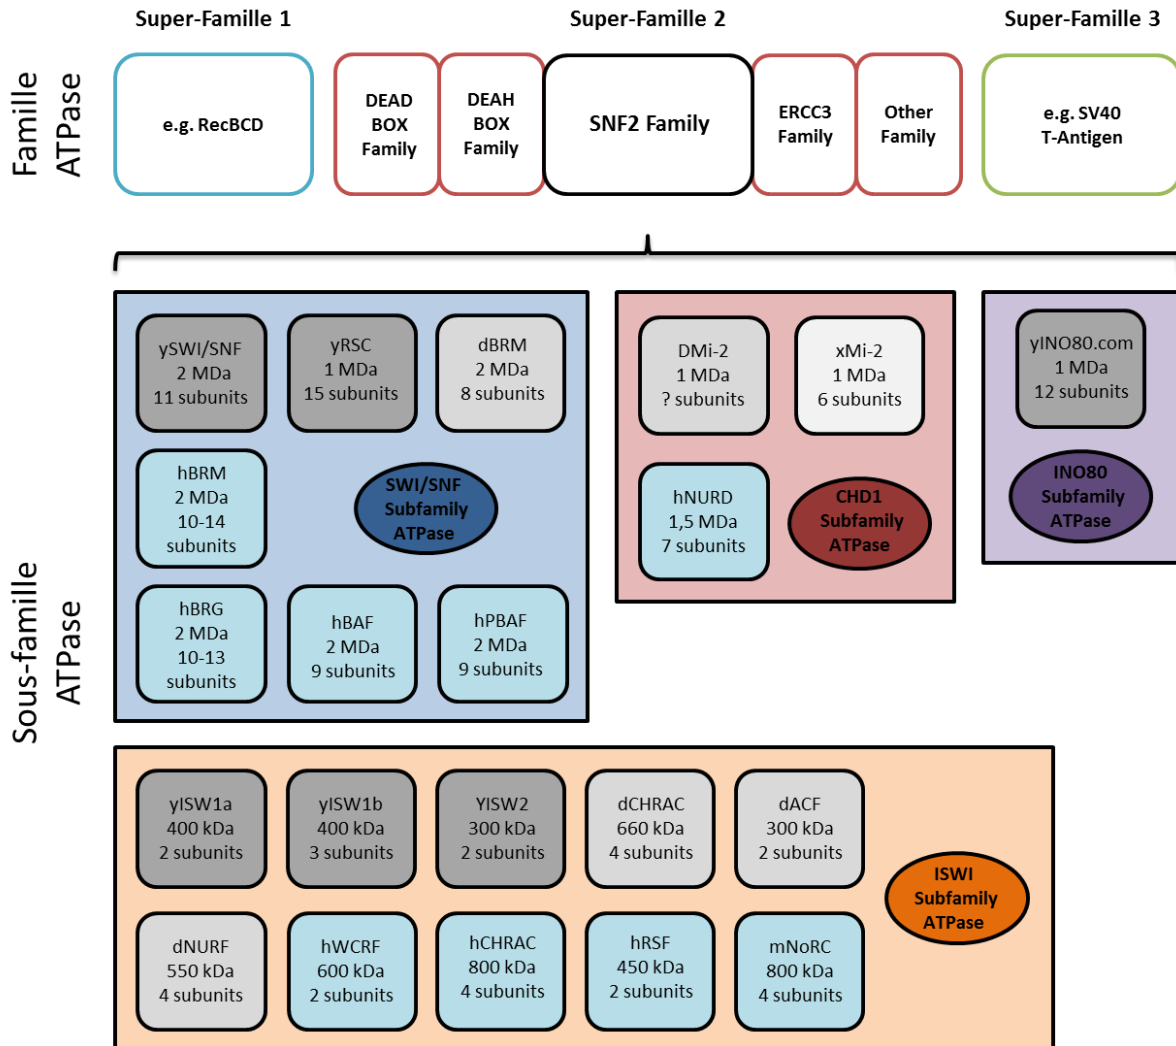 Super-Famille 1
Super-Famille 2
Super-Famille 3
Famille
ATPase
e.g. RecBCD
DEAD
BOX
Family
DEAH
BOX
Family
SNF2 Family
ERCC3
Family
Other
Family
e.g. SV40
T-Antigen
Sous-famille
ATPase
ySWI/SNF
2 MDa
11 subunits
yRSC
1 MDa
15 subunits
dBRM
2 MDa
8 subunits
hBRM
2 MDa
10-14
subunits
SWI/SNF
Subfamily
ATPase
hBRG
2 MDa
10-13
subunits
hBAF
2 MDa
9 subunits
hPBAF
2 MDa
9 subunits
DMi-2
1 MDa
? subunits
xMi-2
1 MDa
6 subunits
hNURD
1,5 MDa
7 subunits
CHD1
Subfamily
ATPase
yINO80.com
1 MDa
12 subunits
INO80
Subfamily
ATPase
yISW1a
400 kDa
2 subunits
yISW1b
400 kDa
3 subunits
YISW2
300 kDa
2 subunits
dCHRAC
660 kDa
4 subunits
dACF
300 kDa
2 subunits
ISWI
Subfamily
ATPase
dNURF
550 kDa
4 subunits
hWCRF
600 kDa
2 subunits
hCHRAC
800 kDa
4 subunits
hRSF
450 kDa
2 subunits
mNoRC
800 kDa
4 subunits